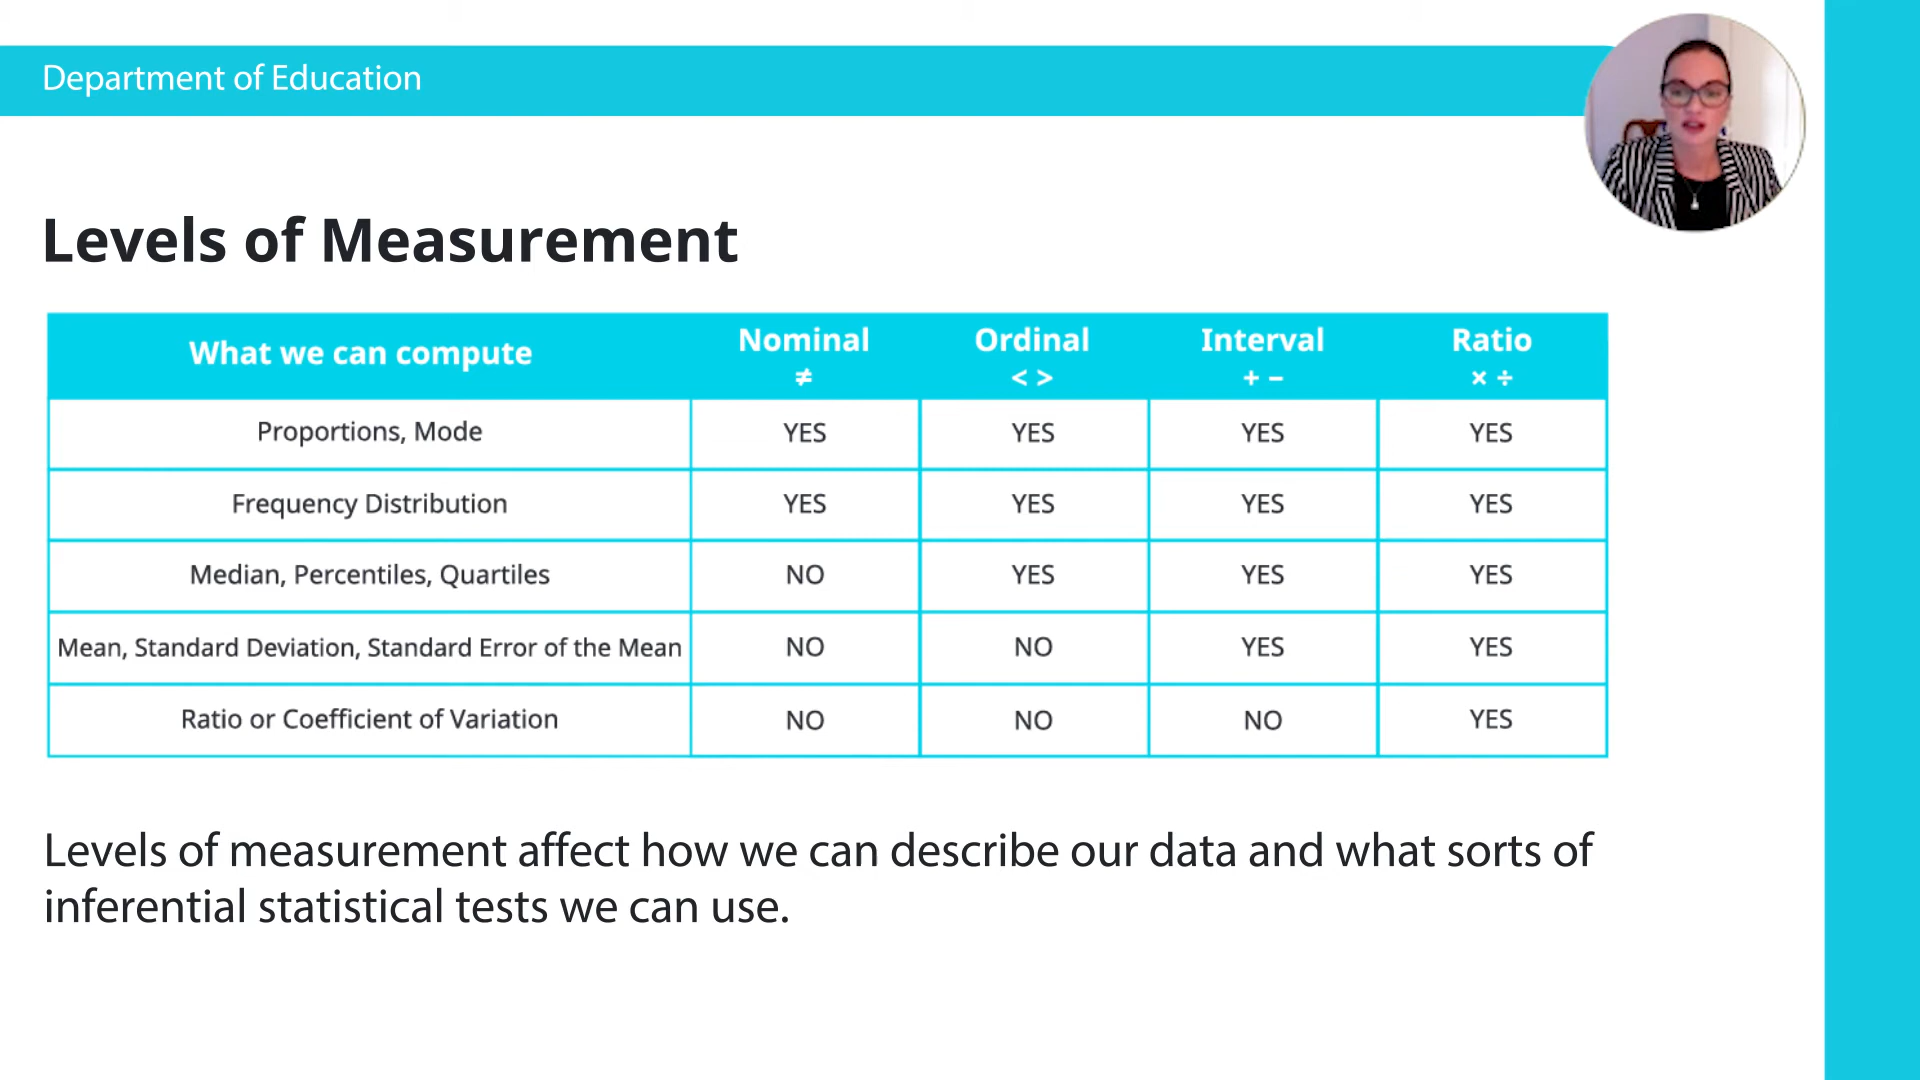 Department of Education
Levels of Measurement
What we can compute Nominal ≠ Ordinal < > Interval + − Ratio × ÷
Proportions, Mode YES YES YES YES
Frequency Distribution YES YES YES YES
Median, Percentiles, Quartiles NO YES YES YES
Mean, Standard Deviation, Standard Error of the Mean NO NO YES YES
Ratio or Coefficient of Variation NO NO NO YES
Levels of measurement affect how we can describe our data and what sorts of
inferential statistical tests we can use.